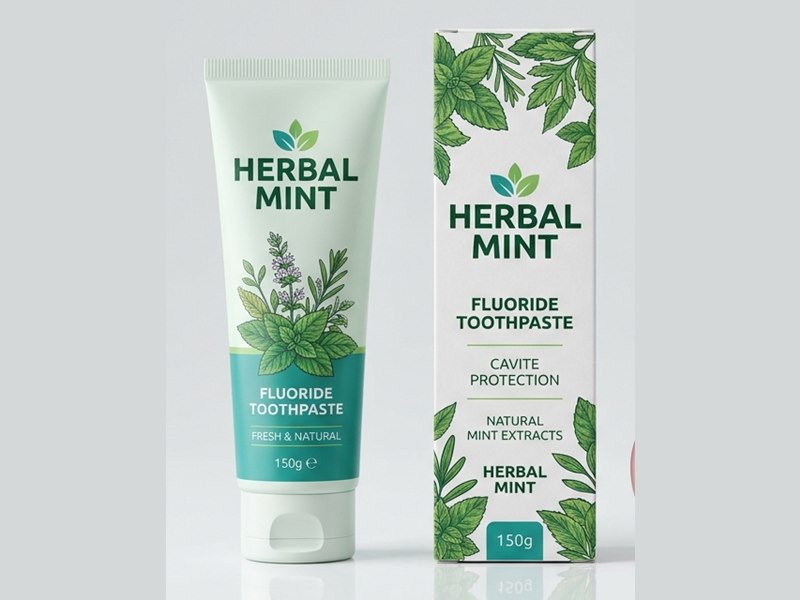 HERBAL
MINT
FLUORIDE
TOOTHPASTE
FRESH & NATURAL
150g ℮
HERBAL
MINT
FLUORIDE
TOOTHPASTE
CAVITE
PROTECTION
NATURAL
MINT EXTRACTS
HERBAL
MINT
150g